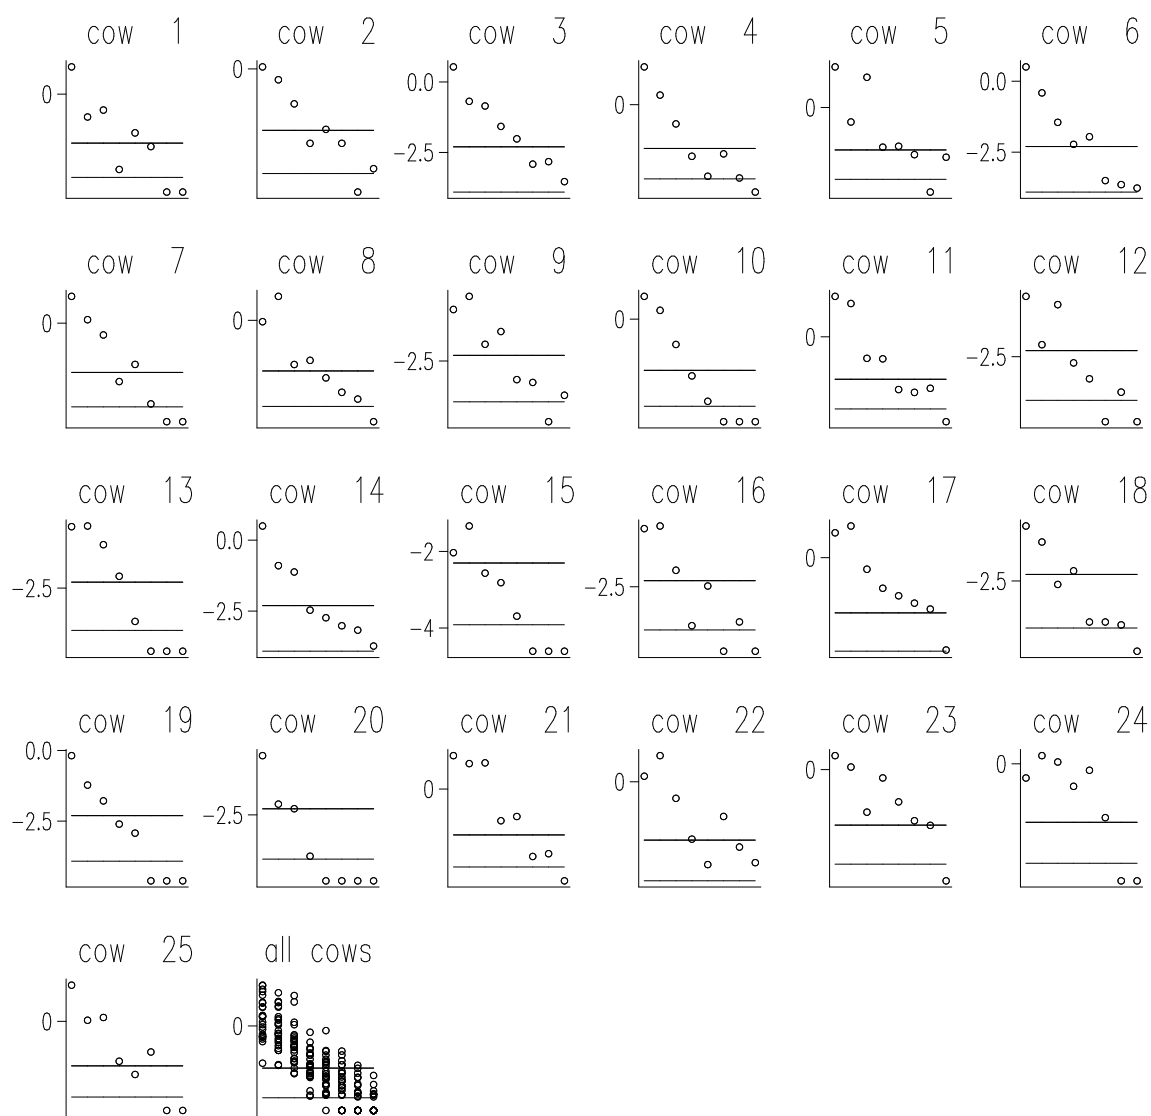 cow 1 cow 2 cow 3 cow 4 cow 5 cow 6
0 0 0.0 0 0 0.0
−2.5 −2.5
cow 7 cow 8 cow 9 cow 10 cow 11 cow 12
0 0 −2.5 0 0 −2.5
cow 13 cow 14 cow 15 cow 16 cow 17 cow 18
−2.5 0.0 −2 −2.5 0 −2.5
−2.5 −4
cow 19 cow 20 cow 21 cow 22 cow 23 cow 24
0.0 −2.5 0 0 0 0
−2.5
cow 25 all cows
0 0